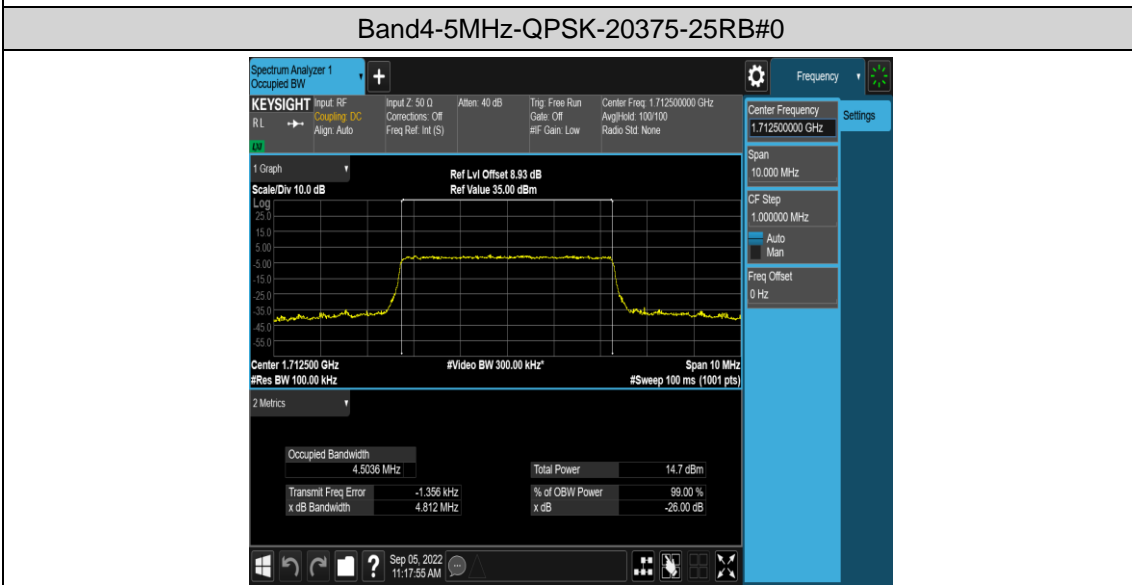 Band4-5MHz-QPSK-20375-25RB#0
Spectrum Analyzer 1
Occupied BW
+
Frequency
KEYSIGHT
RL
LXI
Input: RF
Coupling: DC
Align: Auto
Input Z: 50 Ω
Corrections: Off
Freq Ref: Int (S)
Atten: 40 dB
Trig: Free Run
Gate: Off
#IF Gain: Low
Center Freq: 1.712500000 GHz
Avg|Hold: 100/100
Radio Std: None
Center Frequency
1.712500000 GHz
Settings
Span
10.000 MHz
CF Step
1.000000 MHz
Auto
Man
Freq Offset
0 Hz
1 Graph
Scale/Div 10.0 dB
Ref Lvl Offset 8.93 dB
Ref Value 35.00 dBm
Log
25.0
15.0
5.00
-5.00
-15.0
-25.0
-35.0
-45.0
-55.0
Center 1.712500 GHz
#Video BW 300.00 kHz*
Span 10 MHz
#Res BW 100.00 kHz
#Sweep 100 ms (1001 pts)
2 Metrics
Occupied Bandwidth
4.5036 MHz
Total Power 14.7 dBm
Transmit Freq Error -1.356 kHz
% of OBW Power 99.00 %
x dB Bandwidth 4.812 MHz
x dB -26.00 dB
?
Sep 05, 2022
11:17:55 AM